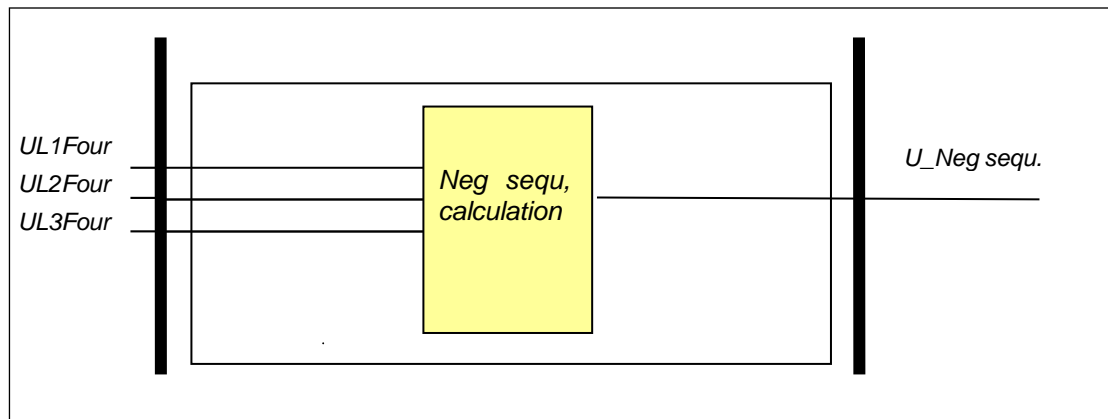 UL1Four
UL2Four
UL3Four
Neg sequ,
calculation
U_Neg sequ.